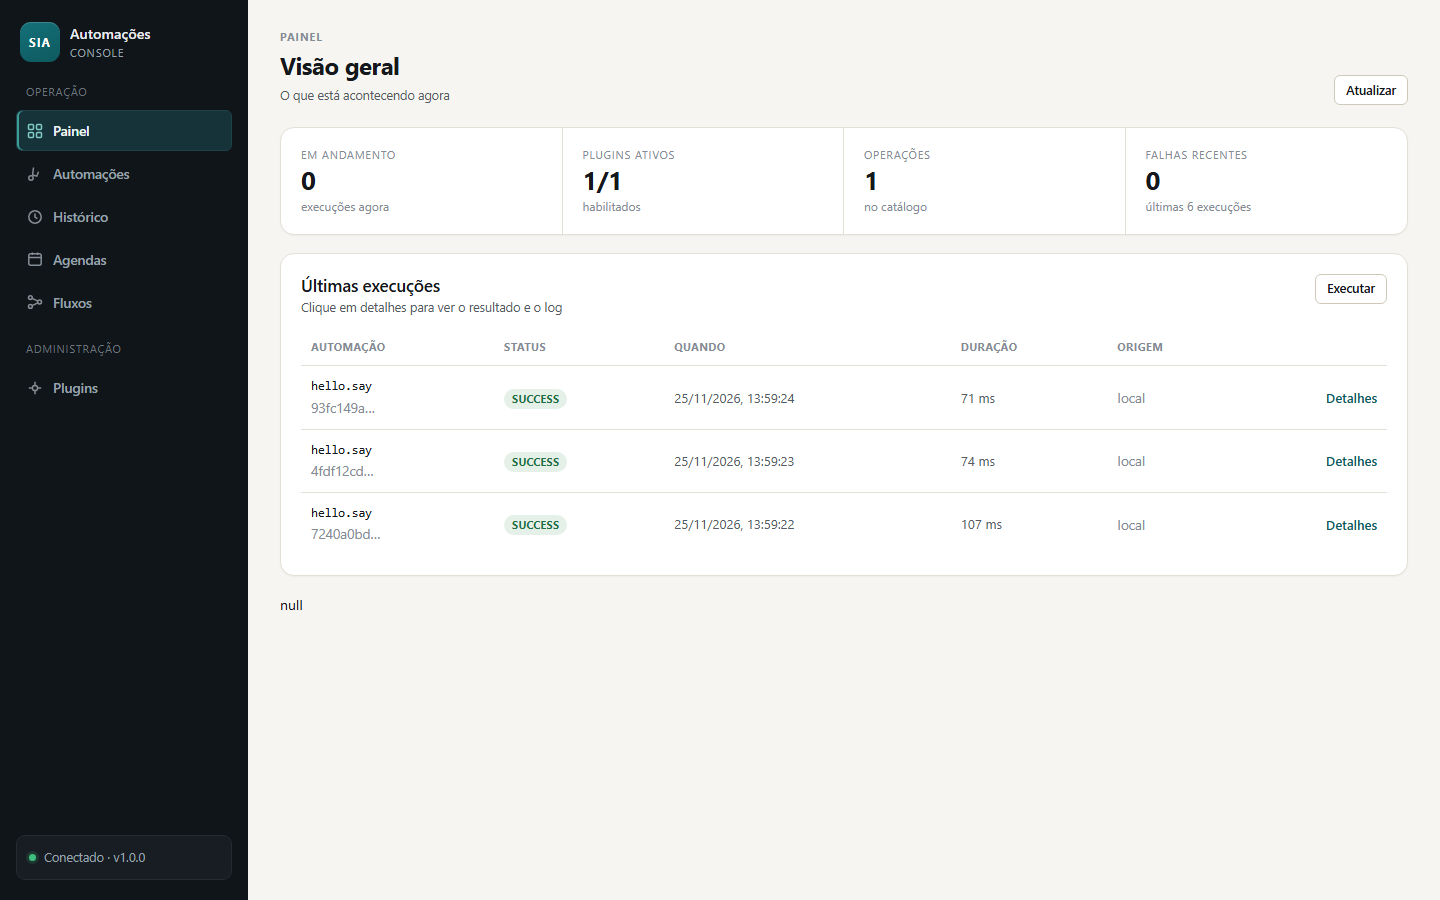 SIA
Automações
CONSOLE
OPERAÇÃO
Painel
Automações
Histórico
Agendas
Fluxos
ADMINISTRAÇÃO
Plugins
Conectado · v1.0.0
PAINEL
Visão geral
O que está acontecendo agora
Atualizar
EM ANDAMENTO
0
execuções agora
PLUGINS ATIVOS
1/1
habilitados
OPERAÇÕES
1
no catálogo
FALHAS RECENTES
0
últimas 6 execuções
Últimas execuções
Clique em detalhes para ver o resultado e o log
Executar
AUTOMAÇÃO STATUS QUANDO DURAÇÃO ORIGEM
hello.say
93fc149a... SUCCESS 25/11/2026, 13:59:24 71 ms local Detalhes
hello.say
4fdf12cd... SUCCESS 25/11/2026, 13:59:23 74 ms local Detalhes
hello.say
7240a0bd... SUCCESS 25/11/2026, 13:59:22 107 ms local Detalhes
null